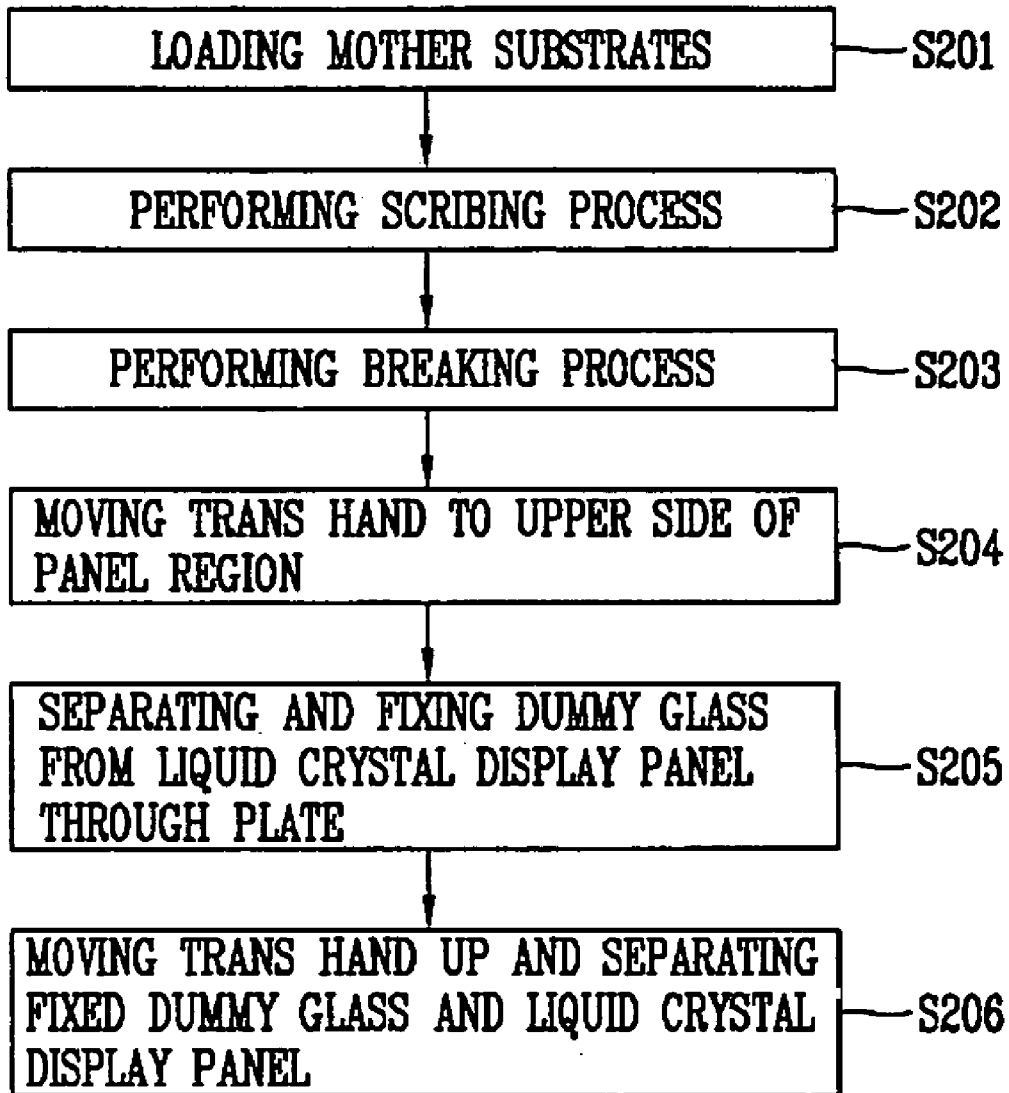 LOADING MOTHER SUBSTRATES
S201
PERFORMING SCRIBING PROCESS
S202
PERFORMING BREAKING PROCESS
S203
MOVING TRANS HAND TO UPPER SIDE OF
PANEL REGION
S204
SEPARATING AND FIXING DUMMY GLASS
FROM LIQUID CRYSTAL DISPLAY PANEL
THROUGH PLATE
S205
MOVING TRANS HAND UP AND SEPARATING
FIXED DUMMY GLASS AND LIQUID CRYSTAL
DISPLAY PANEL
S206